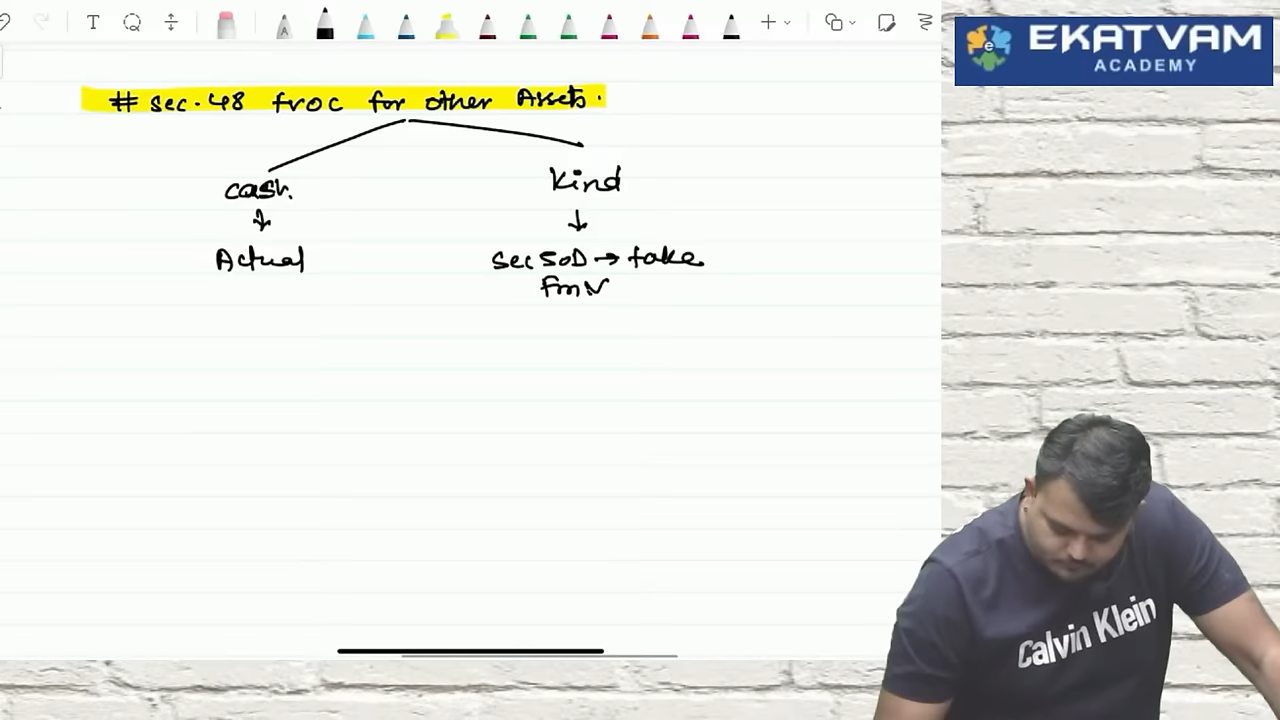 EKATVAM
ACADEMY
# Sec. 48 FVOC for other Assets.
Cash.
Kind
Actual
Sec 50D → take
FMV
Calvin Klein